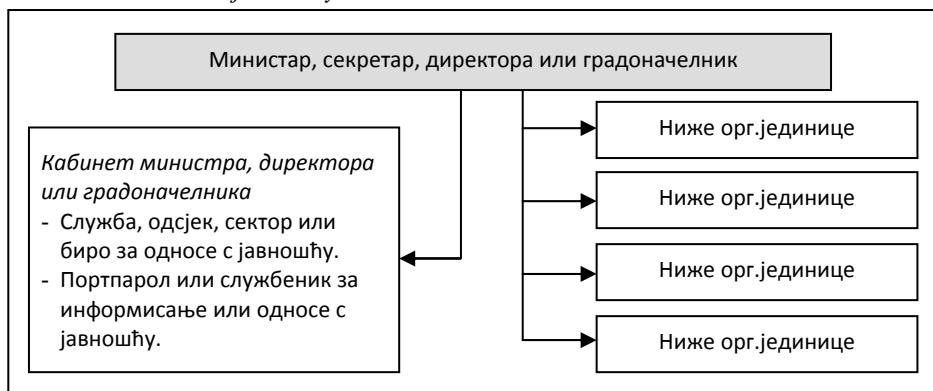 Министар, секретар, директора или градоначелник
Кабинет министра, директора
или градоначелника
- Служба, одсјек, сектор или
биро за односе с јавношћу.
- Портпарол или службеник за
информисање или односе с
јавношћу.
Ниже орг.јединице
Ниже орг.јединице
Ниже орг.јединице
Ниже орг.јединице